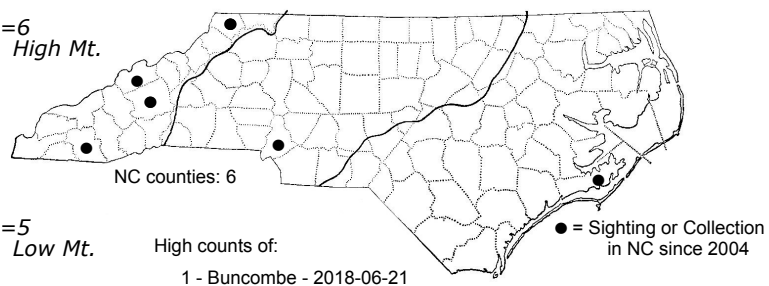 =6
High Mt.
NC counties: 6
=5
Low Mt.
High counts of:
1 - Buncombe - 2018-06-21
● = Sighting or Collection
in NC since 2004